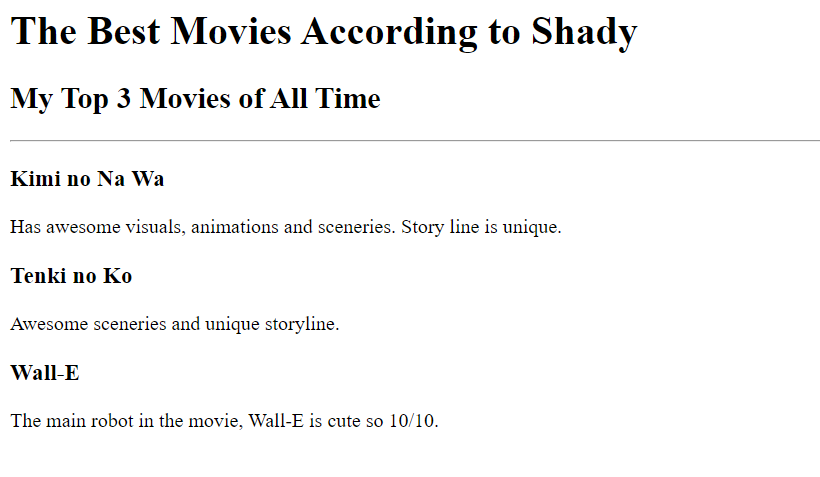 The Best Movies According to Shady
My Top 3 Movies of All Time
Kimi no Na Wa
Has awesome visuals, animations and sceneries. Story line is unique.
Tenki no Ko
Awesome sceneries and unique storyline.
Wall-E
The main robot in the movie, Wall-E is cute so 10/10.